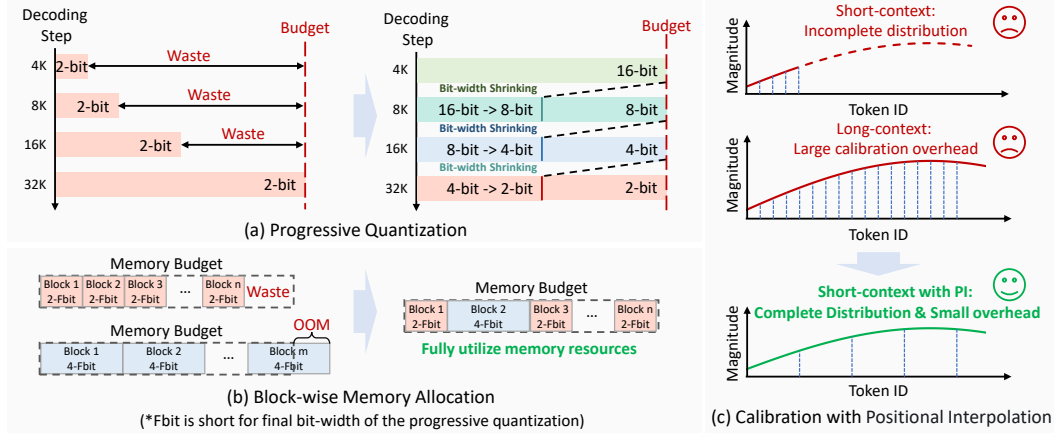 Decoding
Step
Budget
4K
2-bit
Waste
8K
2-bit
Waste
16K
2-bit
Waste
32K
2-bit
Decoding
Step
Budget
4K
16-bit
Bit-width Shrinking
8K
16-bit -> 8-bit
8-bit
Bit-width Shrinking
16K
8-bit -> 4-bit
4-bit
Bit-width Shrinking
32K
4-bit -> 2-bit
2-bit
(a) Progressive Quantization
Memory Budget
Block 1
2-Fbit
Block 2
2-Fbit
Block 3
2-Fbit
...
Block n
2-Fbit
Waste
Memory Budget
OOM
Block 1
4-Fbit
Block 2
4-Fbit
...
Block m
4-Fbit
Memory Budget
Block 1
2-Fbit
Block 2
4-Fbit
Block 3
2-Fbit
...
Block n
2-Fbit
Fully utilize memory resources
(b) Block-wise Memory Allocation
(*Fbit is short for final bit-width of the progressive quantization)
Short-context:
Incomplete distribution
Magnitude
Token ID
Long-context:
Large calibration overhead
Magnitude
Token ID
Short-context with PI:
Complete Distribution & Small overhead
Magnitude
Token ID
(c) Calibration with Positional Interpolation